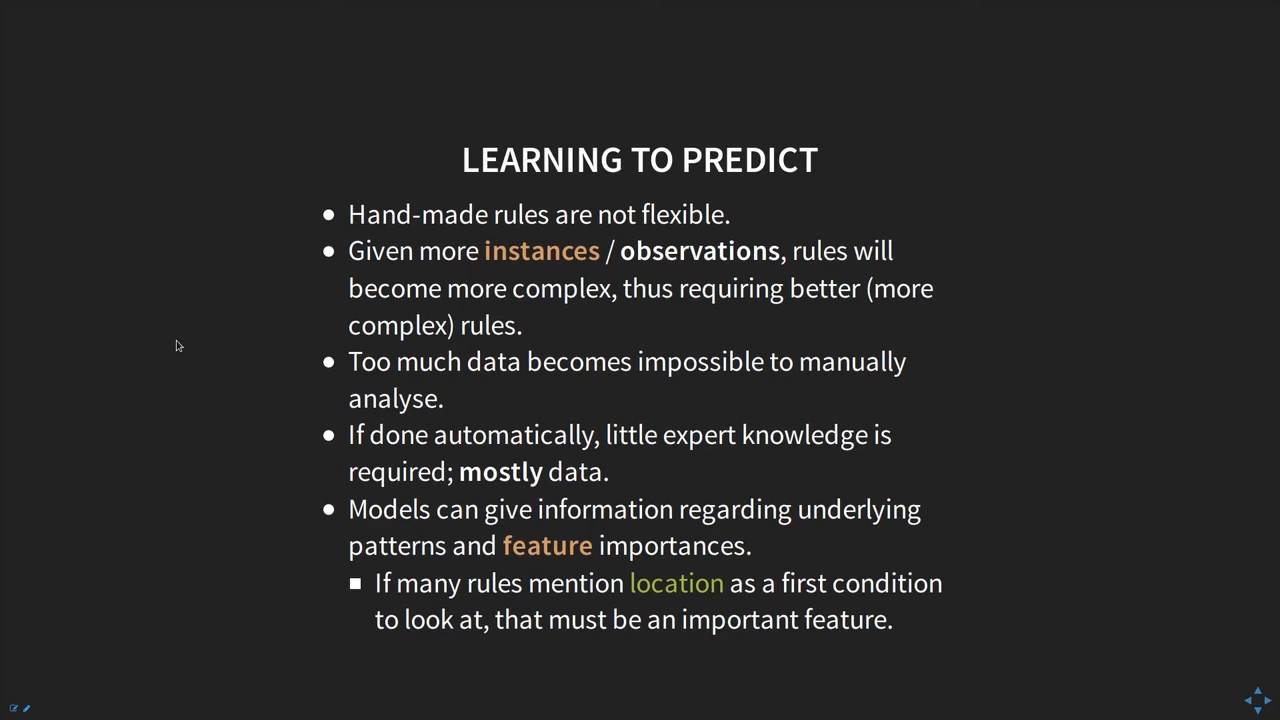 LEARNING TO PREDICT
Hand-made rules are not flexible.
Given more instances / observations, rules will
become more complex, thus requiring better (more
complex) rules.
Too much data becomes impossible to manually
analyse.
If done automatically, little expert knowledge is
required; mostly data.
Models can give information regarding underlying
patterns and feature importances.
If many rules mention location as a first condition
to look at, that must be an important feature.